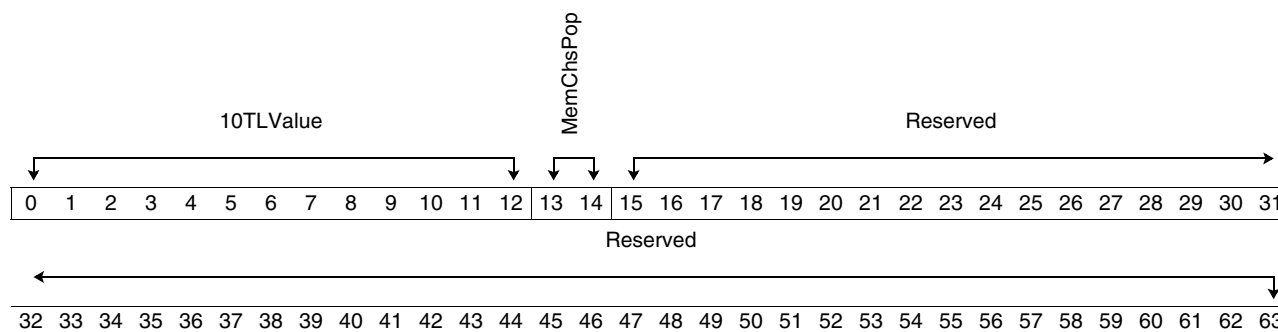 MemChsPop
10TLValue Reserved
0 1 2 3 4 5 6 7 8 9 10 11 12 13 14 15 16 17 18 19 20 21 22 23 24 25 26 27 28 29 30 31
Reserved
32 33 34 35 36 37 38 39 40 41 42 43 44 45 46 47 48 49 50 51 52 53 54 55 56 57 58 59 60 61 62 63